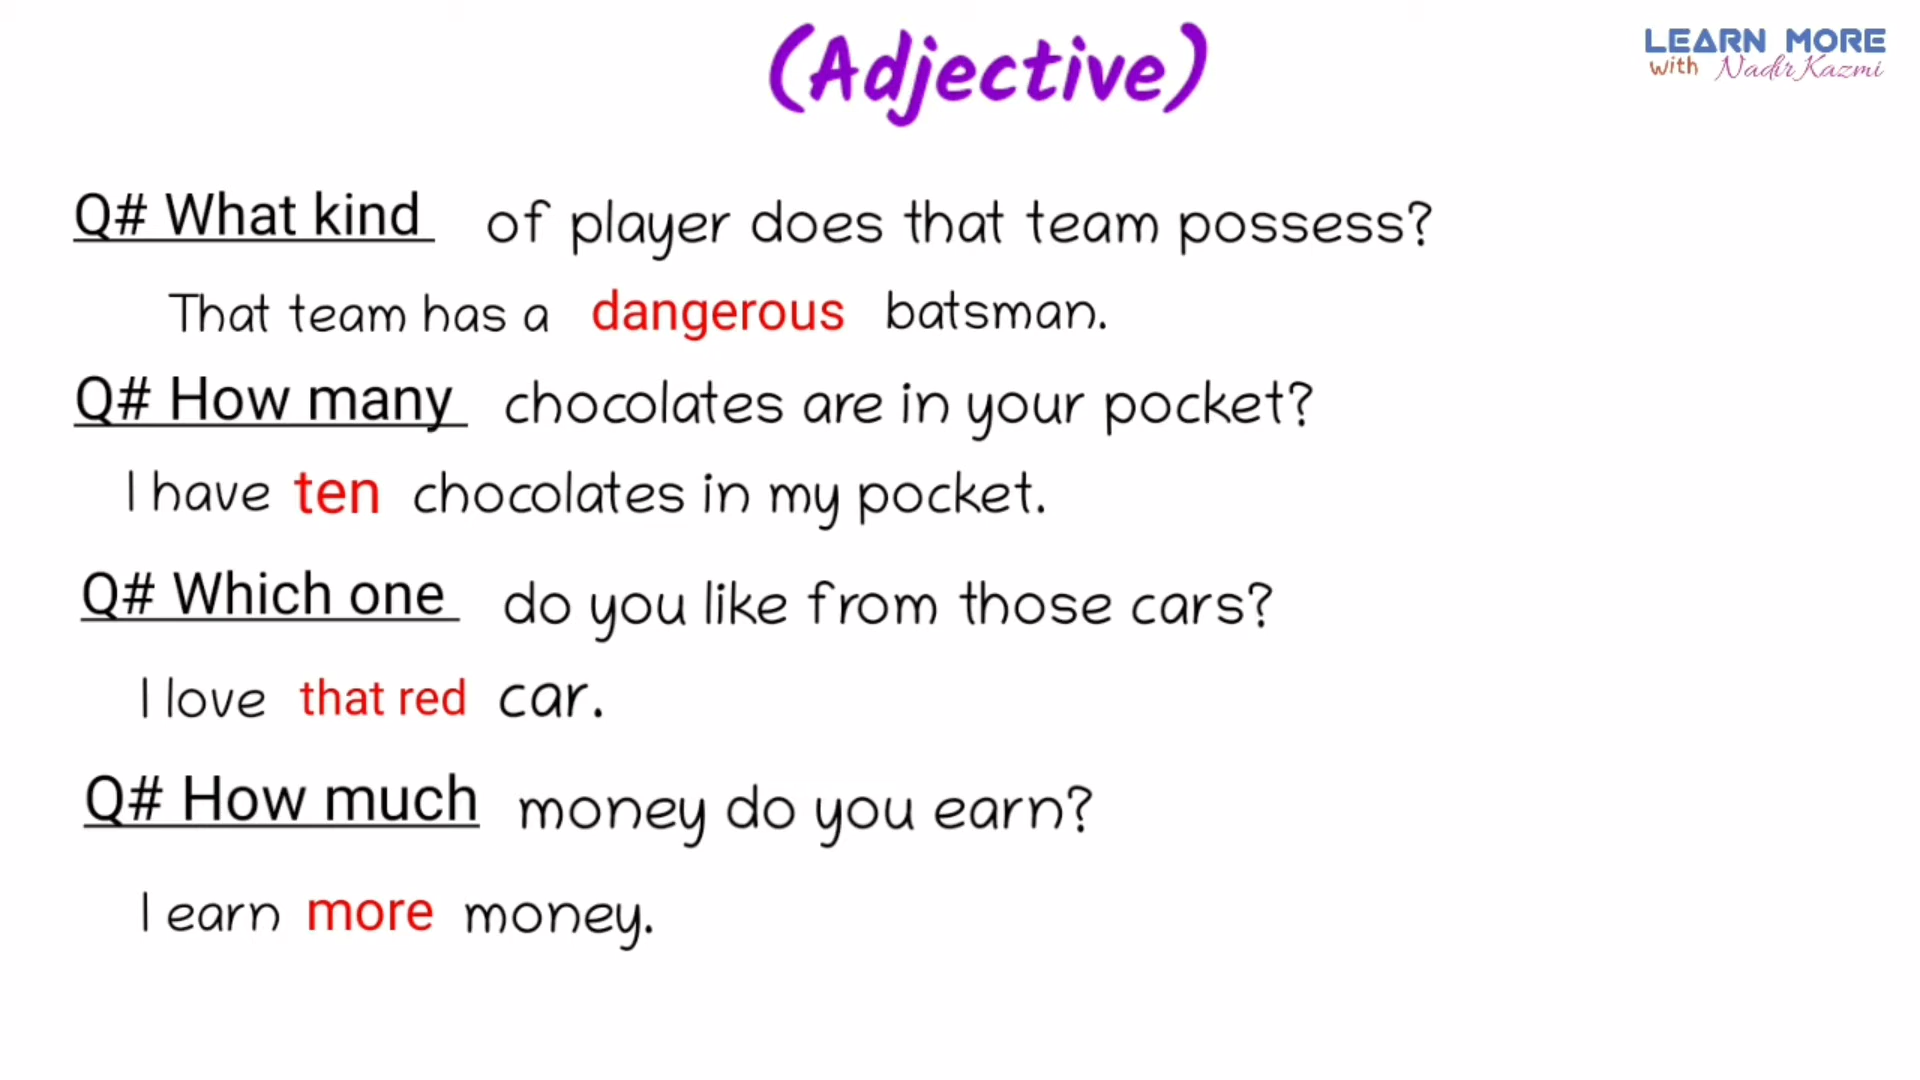 (Adjective)
LEARN MORE
with Nadir Kazmi
Q# What kind of player does that team possess?
That team has a dangerous batsman.
Q# How many chocolates are in your pocket?
I have ten chocolates in my pocket.
Q# Which one do you like from those cars?
I love that red car.
Q# How much money do you earn?
I earn more money.